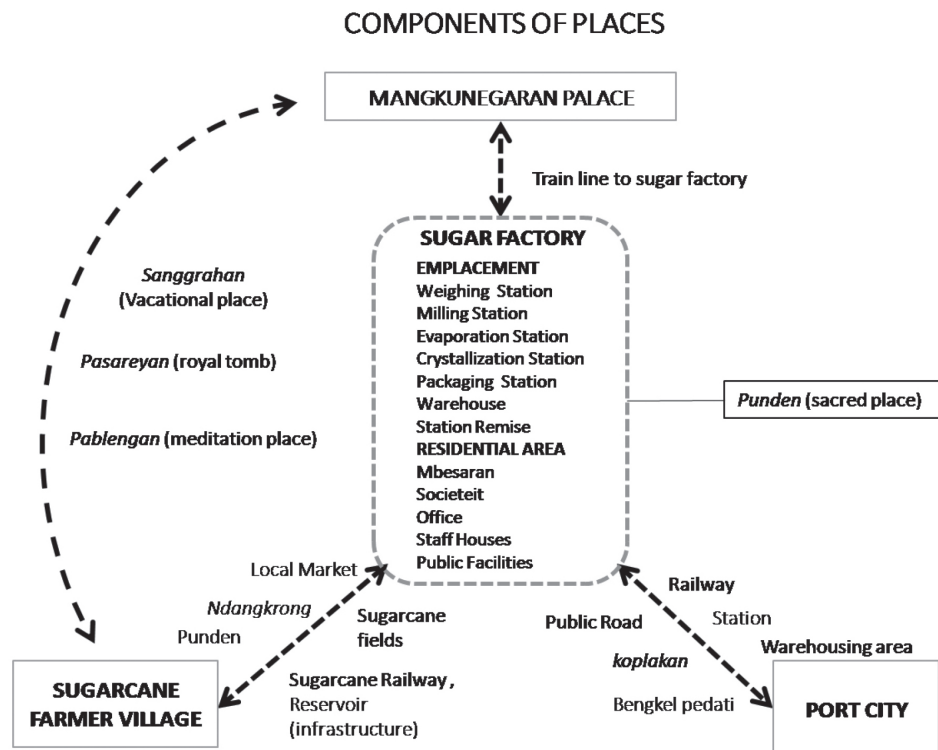 COMPONENTS OF PLACES
MANGKUNEGARAN PALACE
Train line to sugar factory
SUGAR FACTORY
EMPLACEMENT
Weighing Station
Milling Station
Evaporation Station
Crystallization Station
Packaging Station
Warehouse
Station Remise
RESIDENTIAL AREA
Mbesaran
Societeit
Office
Staff Houses
Public Facilities
Sanggrahan
(Vacational place)
Pasareyan (royal tomb)
Pablengan (meditation place)
Punden (sacred place)
Local Market
Ndangkrong
Punden
Sugarcane
fields
Sugarcane Railway ,
Reservoir
(infrastructure)
SUGARCANE
FARMER VILLAGE
Railway
Station
Warehousing area
Public Road
koplakan
Bengkel pedati
PORT CITY